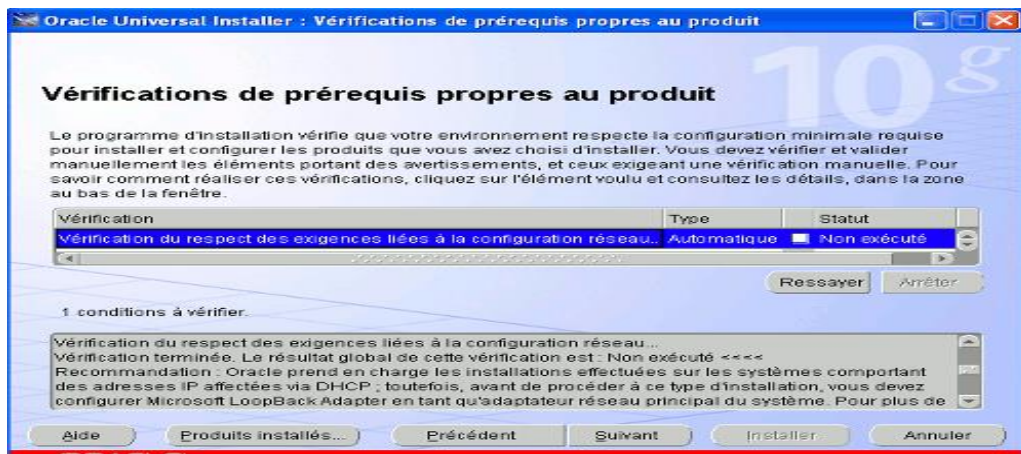 Oracle Universal Installer : Vérifications de prérequis propres au produit
10g
Vérifications de prérequis propres au produit
Le programme d'installation vérifie que votre environnement respecte la configuration minimale requise
pour installer et configurer les produits que vous avez choisi d'installer. Vous devez vérifier et valider
manuellement les éléments portant des avertissements, et ceux exigeant une vérification manuelle. Pour
savoir comment réaliser ces vérifications, cliquez sur l'élément voulu et consultez les détails, dans la zone
au bas de la fenêtre.
Vérification Type Statut
Vérification du respect des exigences liées à la configuration réseau... Automatique Non exécuté
Ressayer Arrêter
1 conditions à vérifier.
Vérification du respect des exigences liées à la configuration réseau...
Vérification terminée. Le résultat global de cette vérification est : Non exécuté <<<<
Recommandation : Oracle prend en charge les installations effectuées sur les systèmes comportant
des adresses IP affectées via DHCP ; toutefois, avant de procéder à ce type d'installation, vous devez
configurer Microsoft LoopBack Adapter en tant qu'adaptateur réseau principal du système. Pour plus de
Aide Produits installés... Précédent Suivant Installer Annuler